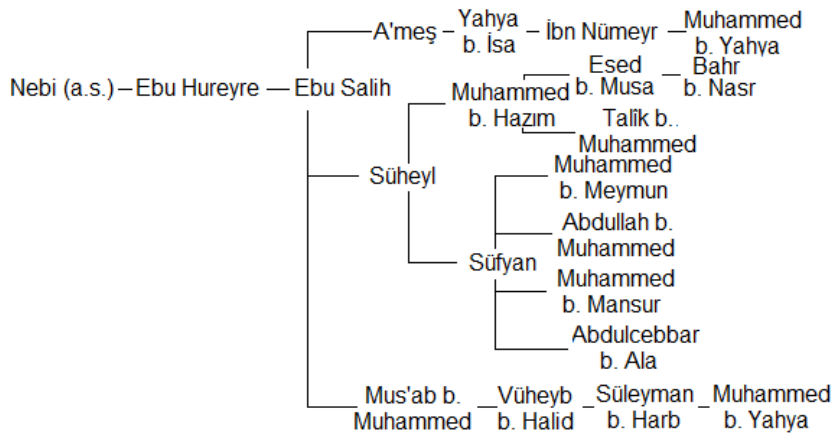 A'meş
Yahya
b. İsa
İbn Nümeyr
Muhammed
b. Yahya
Nebi (a.s.)
Ebu Hureyre
Ebu Salih
Muhammed
b. Hazım
Esed
b. Musa
Bahr
b. Nasr
Talîk b..
Muhammed
Süheyl
Muhammed
b. Meymun
Abdullah b.
Muhammed
Süfyan
Muhammed
b. Mansur
Abdulcebbar
b. Ala
Mus'ab b.
Muhammed
Vüheyb
b. Halid
Süleyman
b. Harb
Muhammed
b. Yahya